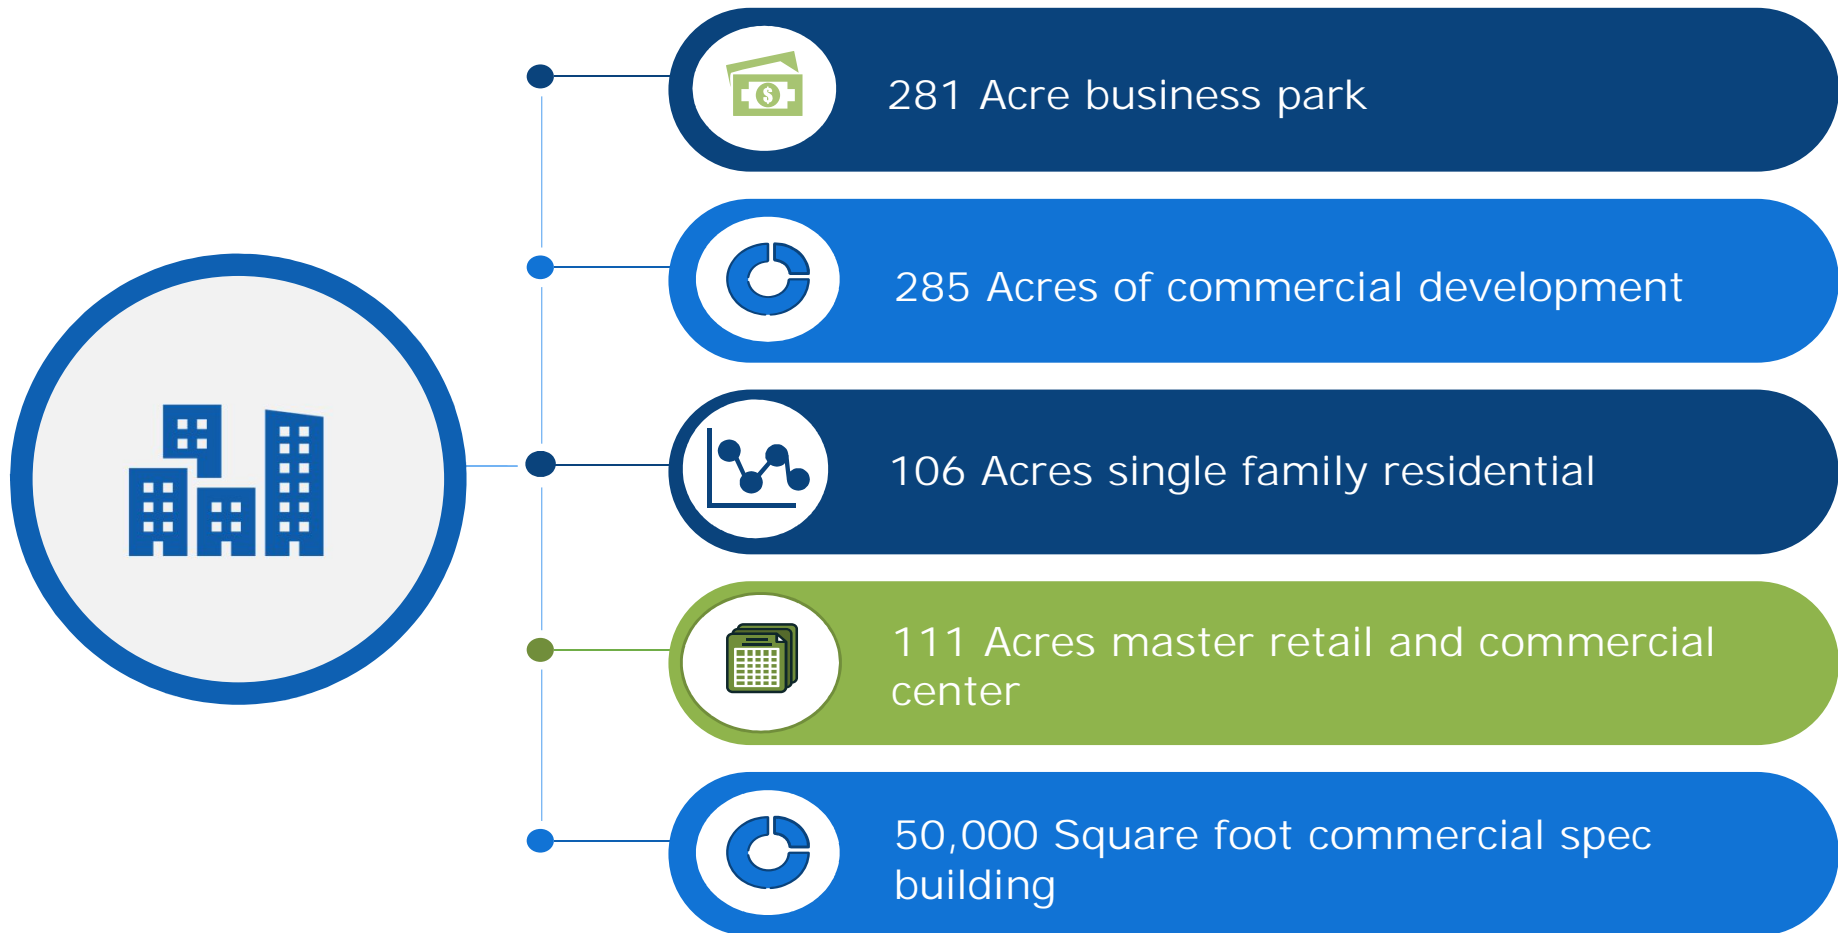 281 Acre business park
285 Acres of commercial development
106 Acres single family residential
111 Acres master retail and commercial
center
50,000 Square foot commercial spec
building